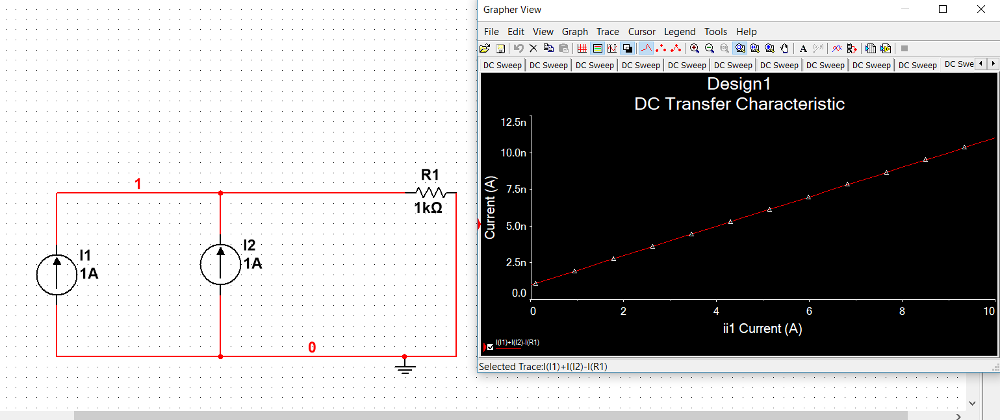 1
R1
1kΩ
I1
1A
I2
1A
0
Grapher View
File Edit View Graph Trace Cursor Legend Tools Help
A
DC Sweep DC Sweep DC Sweep DC Sweep DC Sweep DC Sweep DC Sweep DC Sweep DC Sweep DC Sweep DC Swe
Design1
DC Transfer Characteristic
12.5n
10.0n
7.5n
5.0n
2.5n
0.0
Current (A)
0 2 4 6 8 10
ii1 Current (A)
I(I1)+I(I2)-I(R1)
Selected Trace:I(I1)+I(I2)-I(R1)